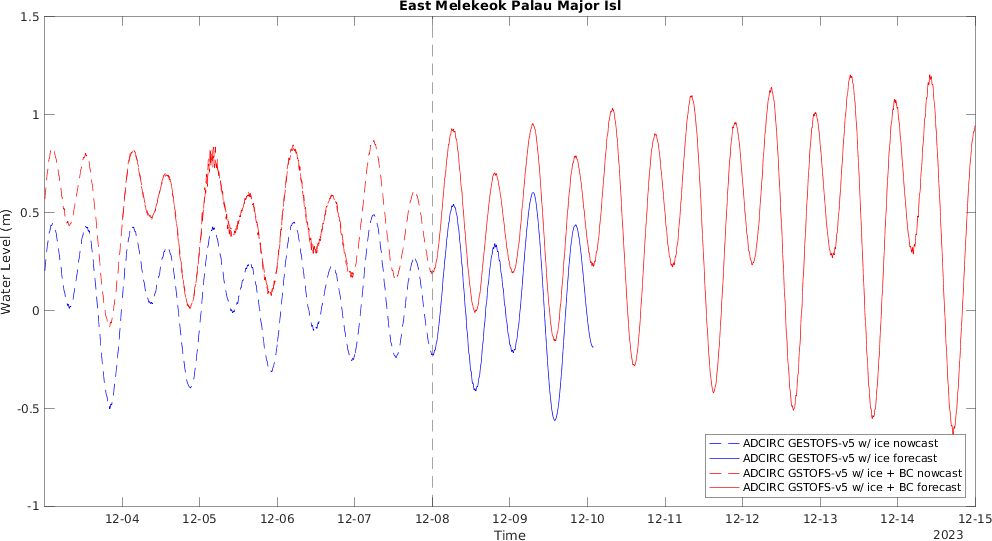 East Melekeok Palau Major Isl
1.5
1
0.5
0
-0.5
-1
Water Level (m)
12-04 12-05 12-06 12-07 12-08 12-09 12-10 12-11 12-12 12-13 12-14 12-15
Time
2023
ADCIRC GESTOFS-v5 w/ ice nowcast
ADCIRC GESTOFS-v5 w/ ice forecast
ADCIRC GSTOFS-v5 w/ ice + BC nowcast
ADCIRC GSTOFS-v5 w/ ice + BC forecast